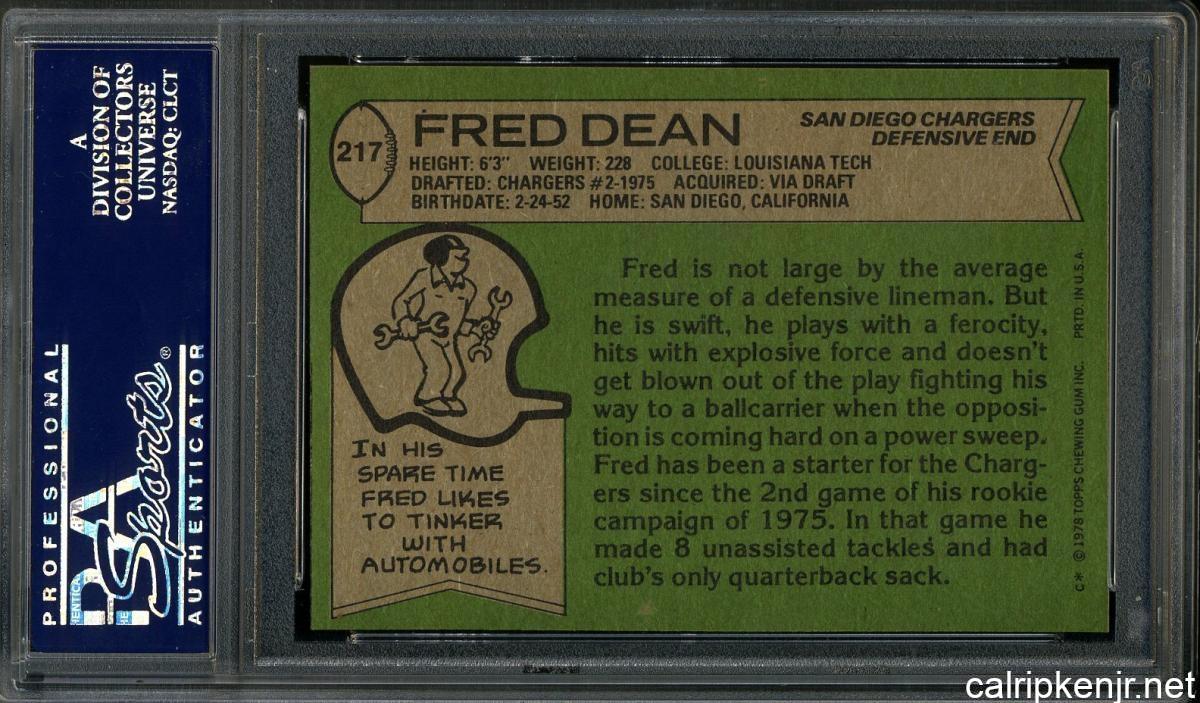 A
DIVISION OF
COLLECTORS
UNIVERSE
NASDAQ: CLCT
PROFESSIONAL
PSA
Sports®
AUTHENTICATOR
217
FRED DEAN
SAN DIEGO CHARGERS
DEFENSIVE END
HEIGHT: 6'3" WEIGHT: 228 COLLEGE: LOUISIANA TECH
DRAFTED: CHARGERS #2-1975 ACQUIRED: VIA DRAFT
BIRTHDATE: 2-24-52 HOME: SAN DIEGO, CALIFORNIA
IN HIS
SPARE TIME
FRED LIKES
TO TINKER
WITH
AUTOMOBILES.
Fred is not large by the average
measure of a defensive lineman. But
he is swift, he plays with a ferocity,
hits with explosive force and doesn't
get blown out of the play fighting his
way to a ballcarrier when the opposi-
tion is coming hard on a power sweep.
Fred has been a starter for the Charg-
ers since the 2nd game of his rookie
campaign of 1975. In that game he
made 8 unassisted tackles and had
club's only quarterback sack.
C* © 1978 TOPPS CHEWING GUM INC. PRTD. IN U.S.A.
calripkenjr.net